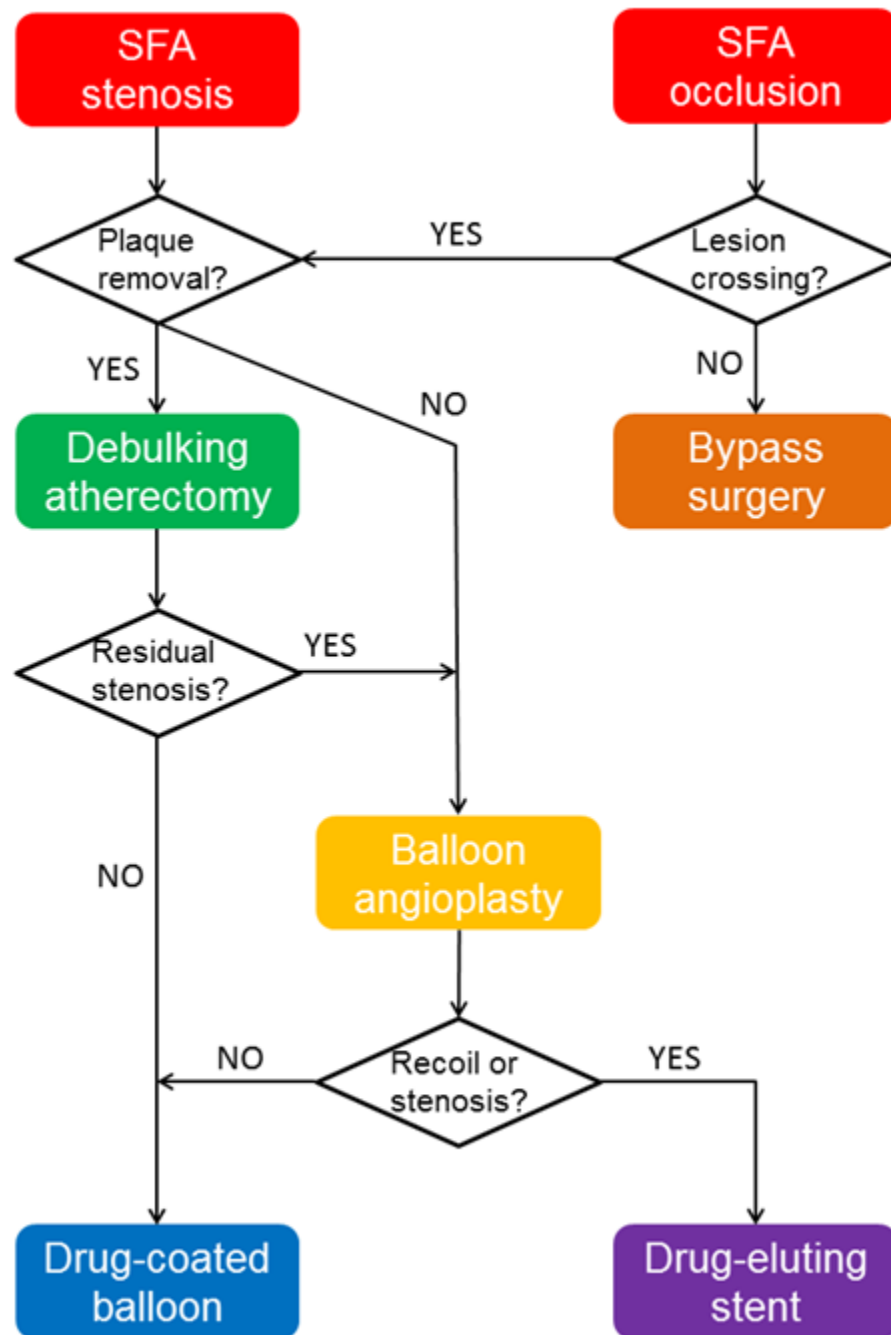 SFA
stenosis
SFA
occlusion
Plaque
removal?
YES
Lesion
crossing?
YES
NO
NO
Debulking
atherectomy
Bypass
surgery
Residual
stenosis?
YES
NO
Balloon
angioplasty
NO
Recoil or
stenosis?
YES
Drug-coated
balloon
Drug-eluting
stent